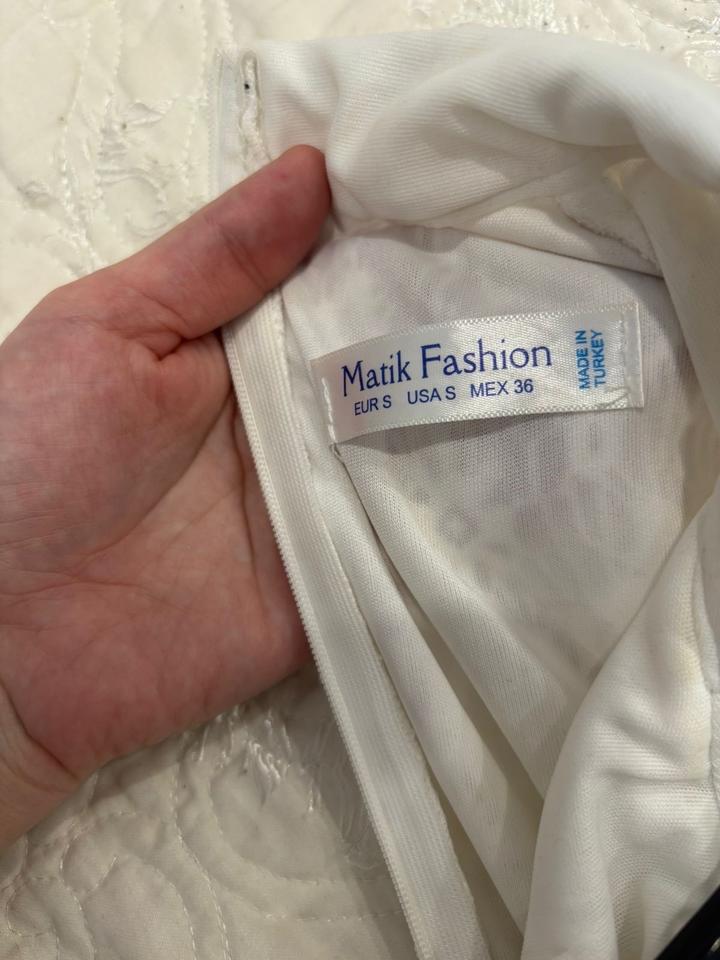 Matik Fashion
EUR S USA S MEX 36
MADE IN
TURKEY